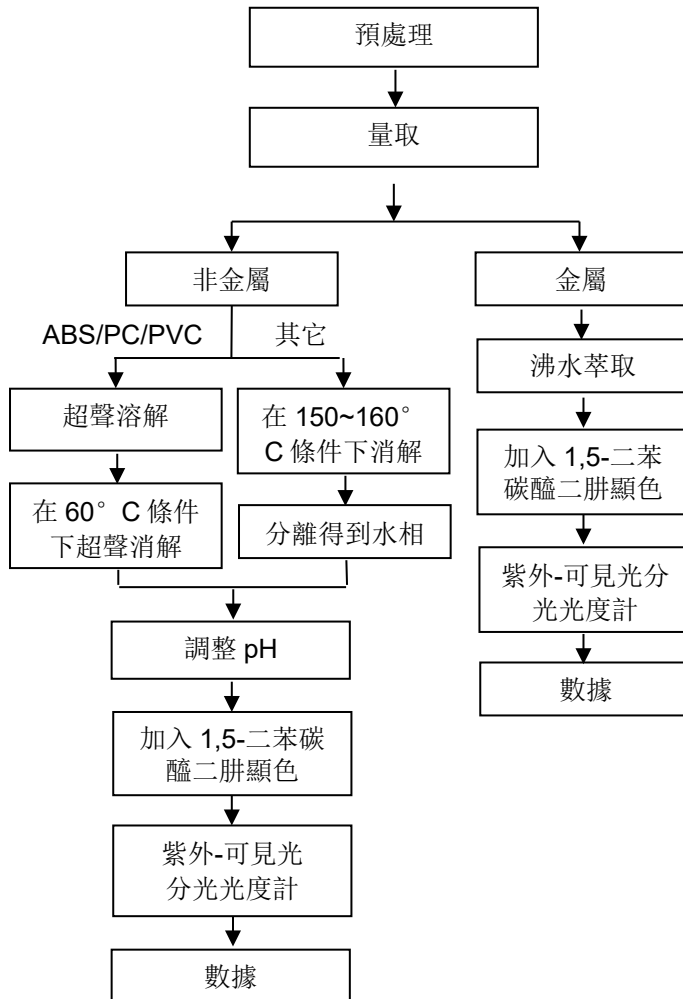 預處理
量取
非金屬
金屬
ABS/PC/PVC
其它
沸水萃取
超聲溶解
在 150~160°
C 條件下消解
加入 1,5-二苯
碳醯二肼顯色
在 60° C 條件
下超聲消解
分離得到水相
紫外-可見光分
光光度計
調整 pH
數據
加入 1,5-二苯碳
醯二肼顯色
紫外-可見光
分光光度計
數據